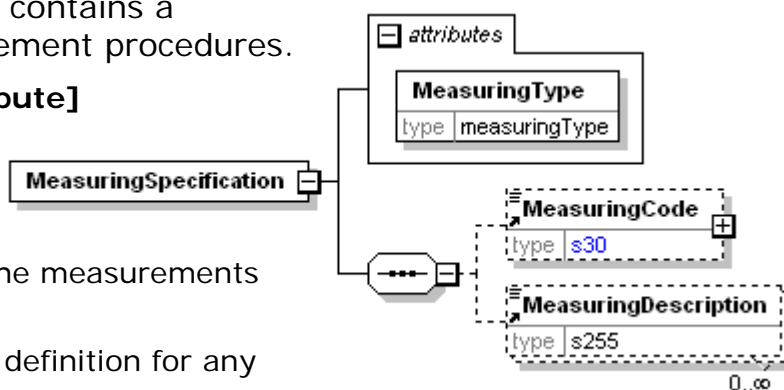 contains a
ement procedures.
bute]
ne measurements
definition for any
attributes
MeasuringType
type measuringType
MeasuringSpecification
MeasuringCode
type s30
MeasuringDescription
type s255
0..∞